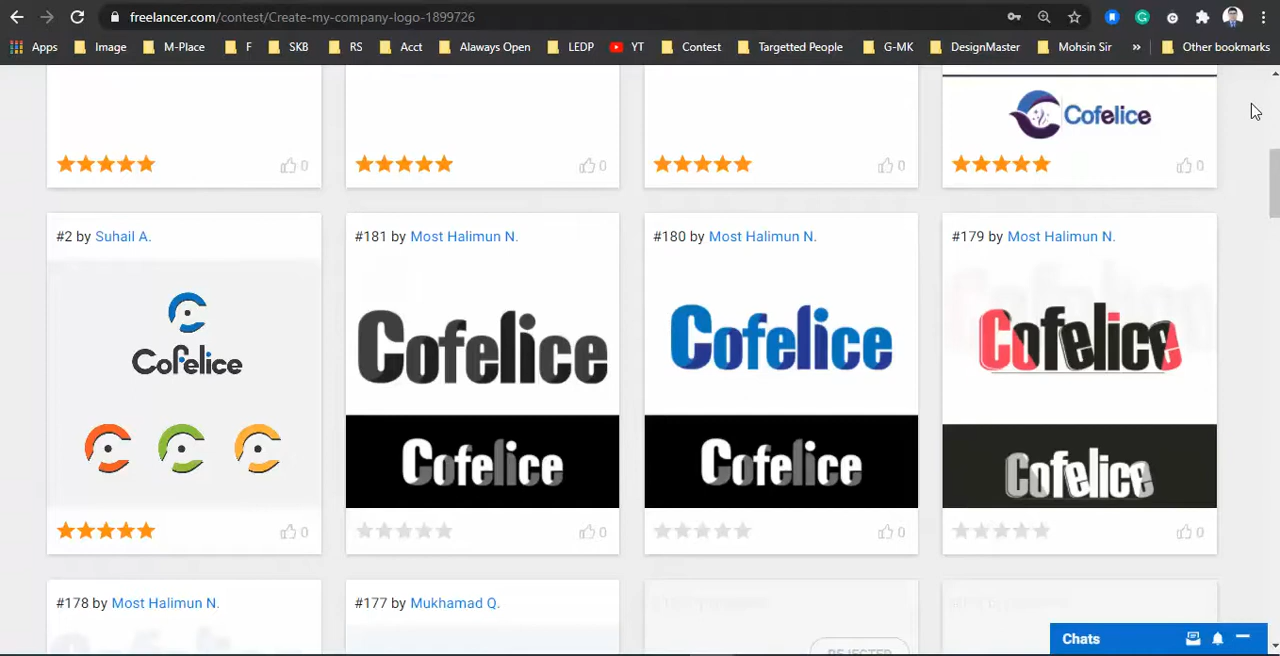 freelancer.com/contest/Create-my-company-logo-1899726
Apps Image M-Place F SKB RS Acct Alaways Open LEDP YT Contest Targetted People G-MK DesignMaster Mohsin Sir » Other bookmarks
Cofelice
0 0 0 0
#2 by Suhail A. #181 by Most Halimun N. #180 by Most Halimun N. #179 by Most Halimun N.
Cofelice Cofelice Cofelice Cofelice
Cofelice Cofelice Cofelice
0 0 0 0
#178 by Most Halimun N. #177 by Mukhamad Q.
REJECTED
Chats